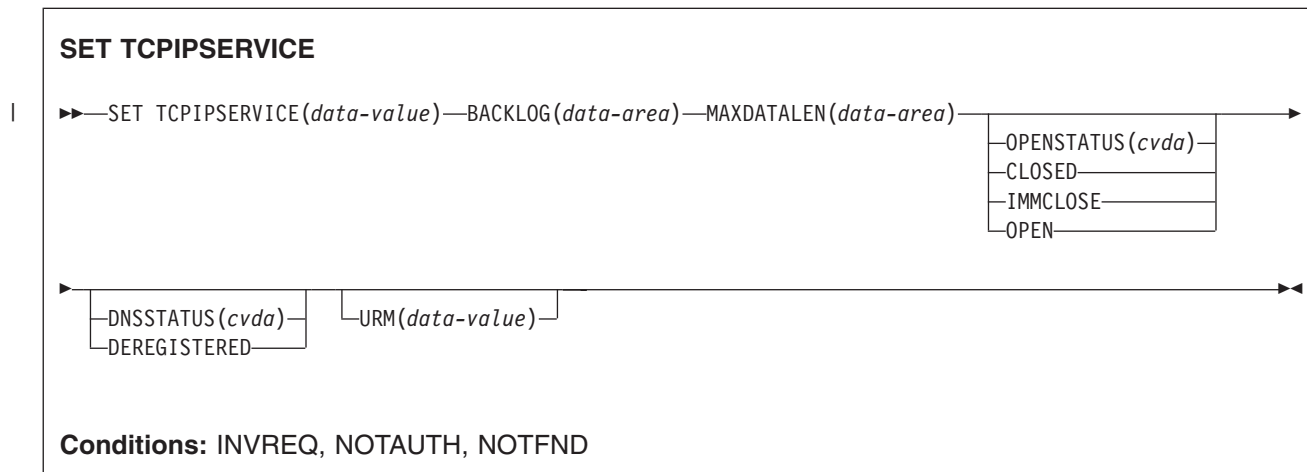 SET TCPIPSERVICE
SET TCPIPSERVICE(data-value) BACKLOG(data-area) MAXDATALEN(data-area)
OPENSTATUS(cvda)
CLOSED
IMMCLOSE
OPEN
DNSSTATUS(cvda) URM(data-value)
DEREGISTERED
Conditions: INVREQ, NOTAUTH, NOTFND